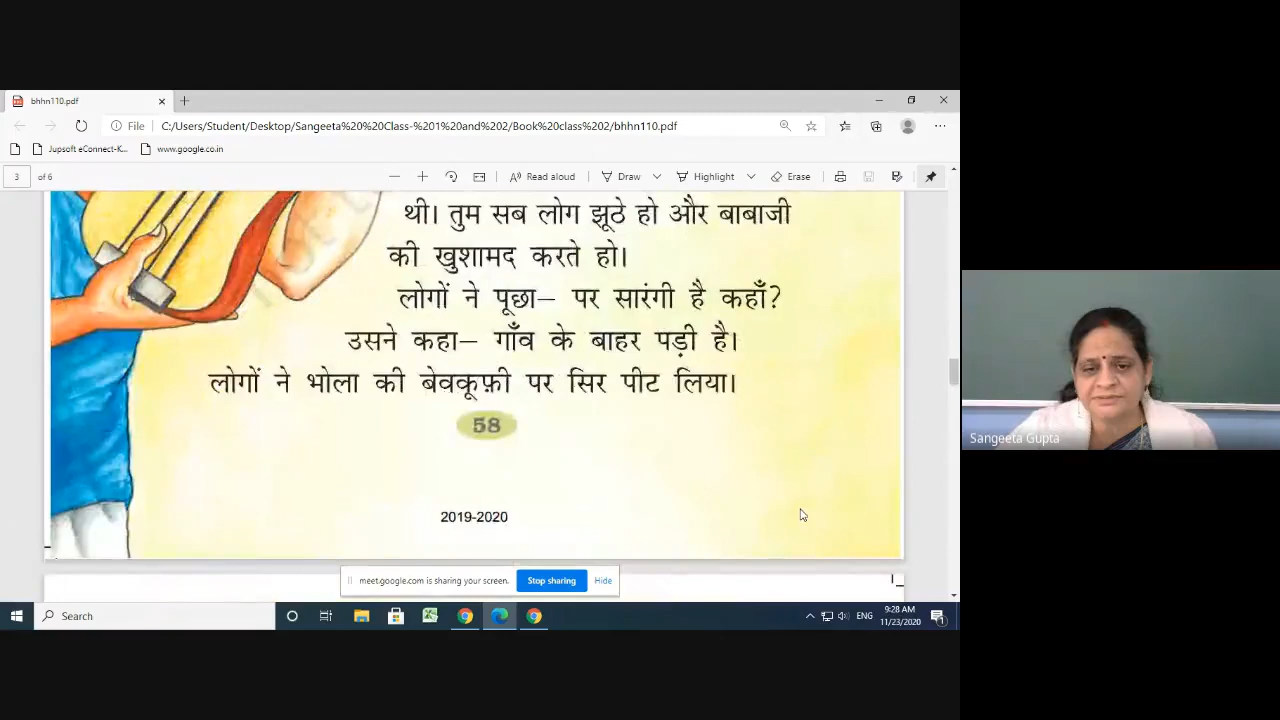 bhhn110.pdf
File C:/Users/Student/Desktop/Sangeeta%20%20Class-%201%20and%202/Book%20class%202/bhhn110.pdf
Jupsoft eConnect-K... www.google.co.in
3 of 6 Read aloud Draw Highlight Erase
थी। तुम सब लोग झूठे हो और बाबाजी
की खुशामद करते हो।
लोगों ने पूछा– पर सारंगी है कहाँ?
उसने कहा– गाँव के बाहर पड़ी है।
लोगों ने भोला की बेवकूफ़ी पर सिर पीट लिया।
58
2019-2020
meet.google.com is sharing your screen. Stop sharing Hide
Search ENG 9:28 AM
11/23/2020 1
Sangeeta Gupta